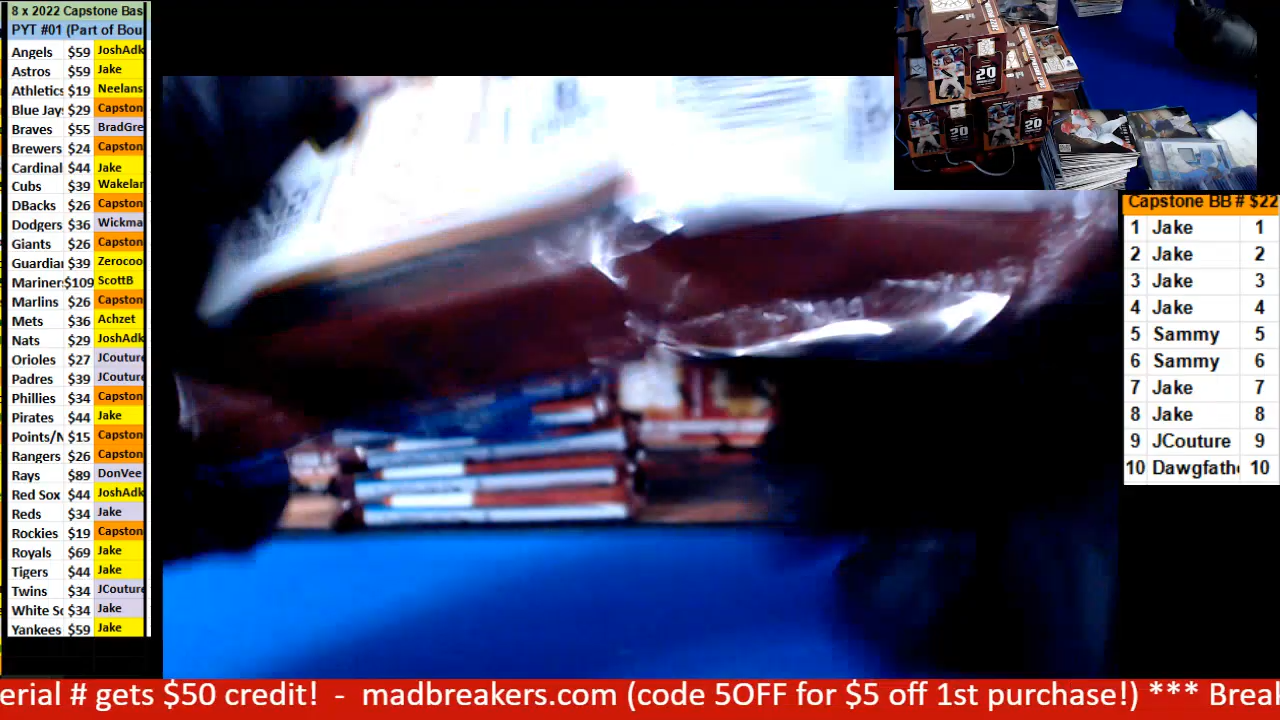 8 x 2022 Capstone Bas
PYT #01 (Part of Bou
Angels $59 JoshAdk
Astros $59 Jake
Athletics $19 Neelans
Blue Jay $29 Capston
Braves $55 BradGre
Brewers $24 Capston
Cardinal $44 Jake
Cubs $39 Wakelan
DBacks $26 Capston
Dodgers $36 Wickma
Giants $26 Capston
Guardia $39 Zerocoo
Mariner $109 ScottB
Marlins $26 Capston
Mets $36 Achzet
Nats $29 JoshAdk
Orioles $27 JCouture
Padres $39 JCouture
Phillies $34 Capston
Pirates $44 Jake
Points/N $15 Capston
Rangers $26 Capston
Rays $89 DonVee
Red Sox $44 JoshAdk
Reds $34 Jake
Rockies $19 Capston
Royals $69 Jake
Tigers $44 Jake
Twins $34 JCouture
White So $34 Jake
Yankees $59 Jake
20
20
20
Capstone BB # $22
1 Jake 1
2 Jake 2
3 Jake 3
4 Jake 4
5 Sammy 5
6 Sammy 6
7 Jake 7
8 Jake 8
9 JCouture 9
10 Dawgfath 10
erial # gets $50 credit! - madbreakers.com (code 5OFF for $5 off 1st purchase!) *** Break